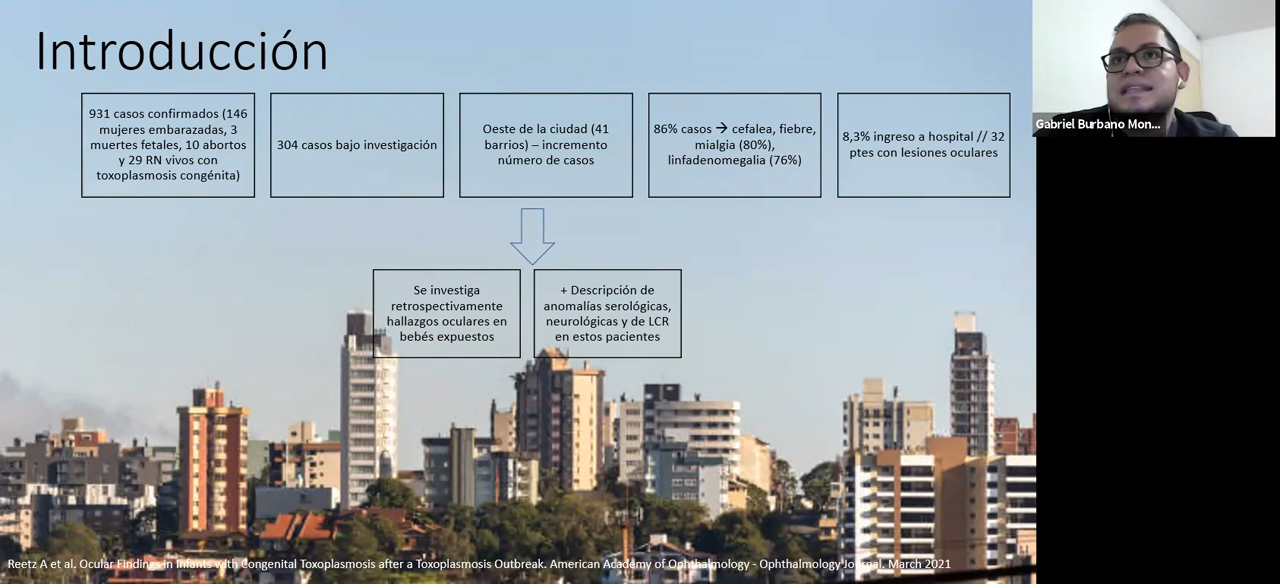 Introducción
931 casos confirmados (146
mujeres embarazadas, 3
muertes fetales, 10 abortos
y 29 RN vivos con
toxoplasmosis congénita)
304 casos bajo investigación
Oeste de la ciudad (41
barrios) – incremento
número de casos
86% casos → cefalea, fiebre,
mialgia (80%),
linfadenomegalia (76%)
8,3% ingreso a hospital // 32
ptes con lesiones oculares
Se investiga
retrospectivamente
hallazgos oculares en
bebés expuestos
+ Descripción de
anomalías serológicas,
neurológicas y de LCR
en estos pacientes
Gabriel Burbano Mon...
Reetz A et al. Ocular Findings in Infants with Congenital Toxoplasmosis after a Toxoplasmosis Outbreak. American Academy of Ophthalmology - Ophthalmology Journal. March 2021